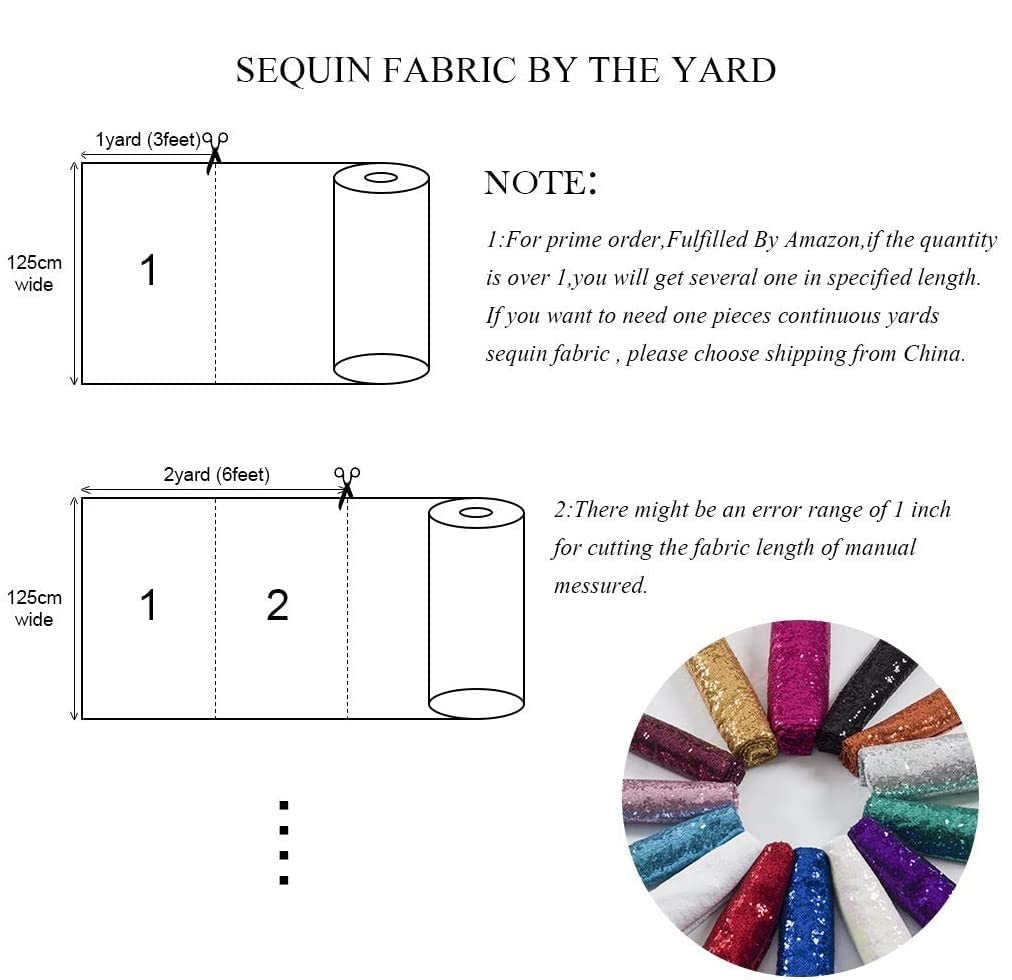 SEQUIN FABRIC BY THE YARD
1yard (3feet)
125cm
wide
1
NOTE:
1:For prime order,Fulfilled By Amazon,if the quantity
is over 1,you will get several one in specified length.
If you want to need one pieces continuous yards
sequin fabric , please choose shipping from China.
2yard (6feet)
125cm
wide
1
2
2:There might be an error range of 1 inch
for cutting the fabric length of manual
messured.